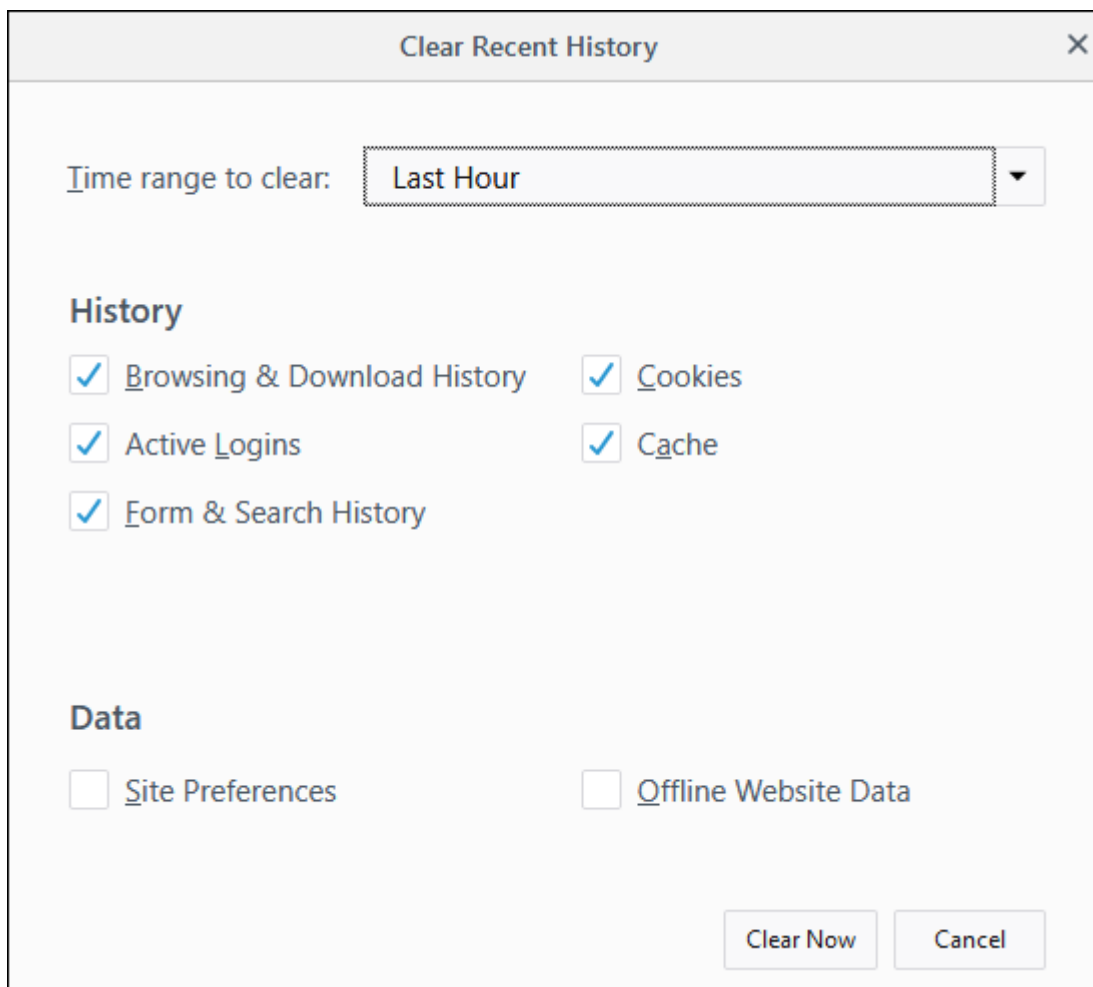 Clear Recent History
Time range to clear: Last Hour
History
Browsing & Download History Cookies
Active Logins Cache
Form & Search History
Data
Site Preferences Offline Website Data
Clear Now Cancel